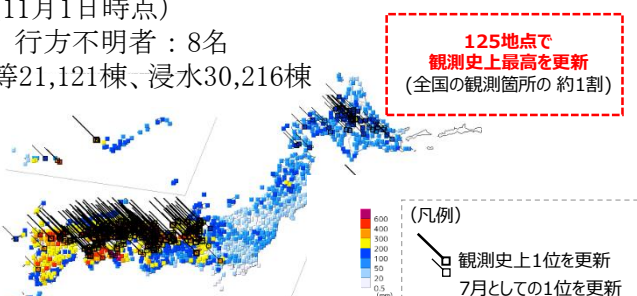 11月1日時点)
行方不明者：8名
等21,121棟、浸水30,216棟
125地点で
観測史上最高を更新
(全国の観測箇所の 約1割)
600
400
300
200
100
50
20
0.5
(凡例)
観測史上1位を更新
7月としての1位を更新